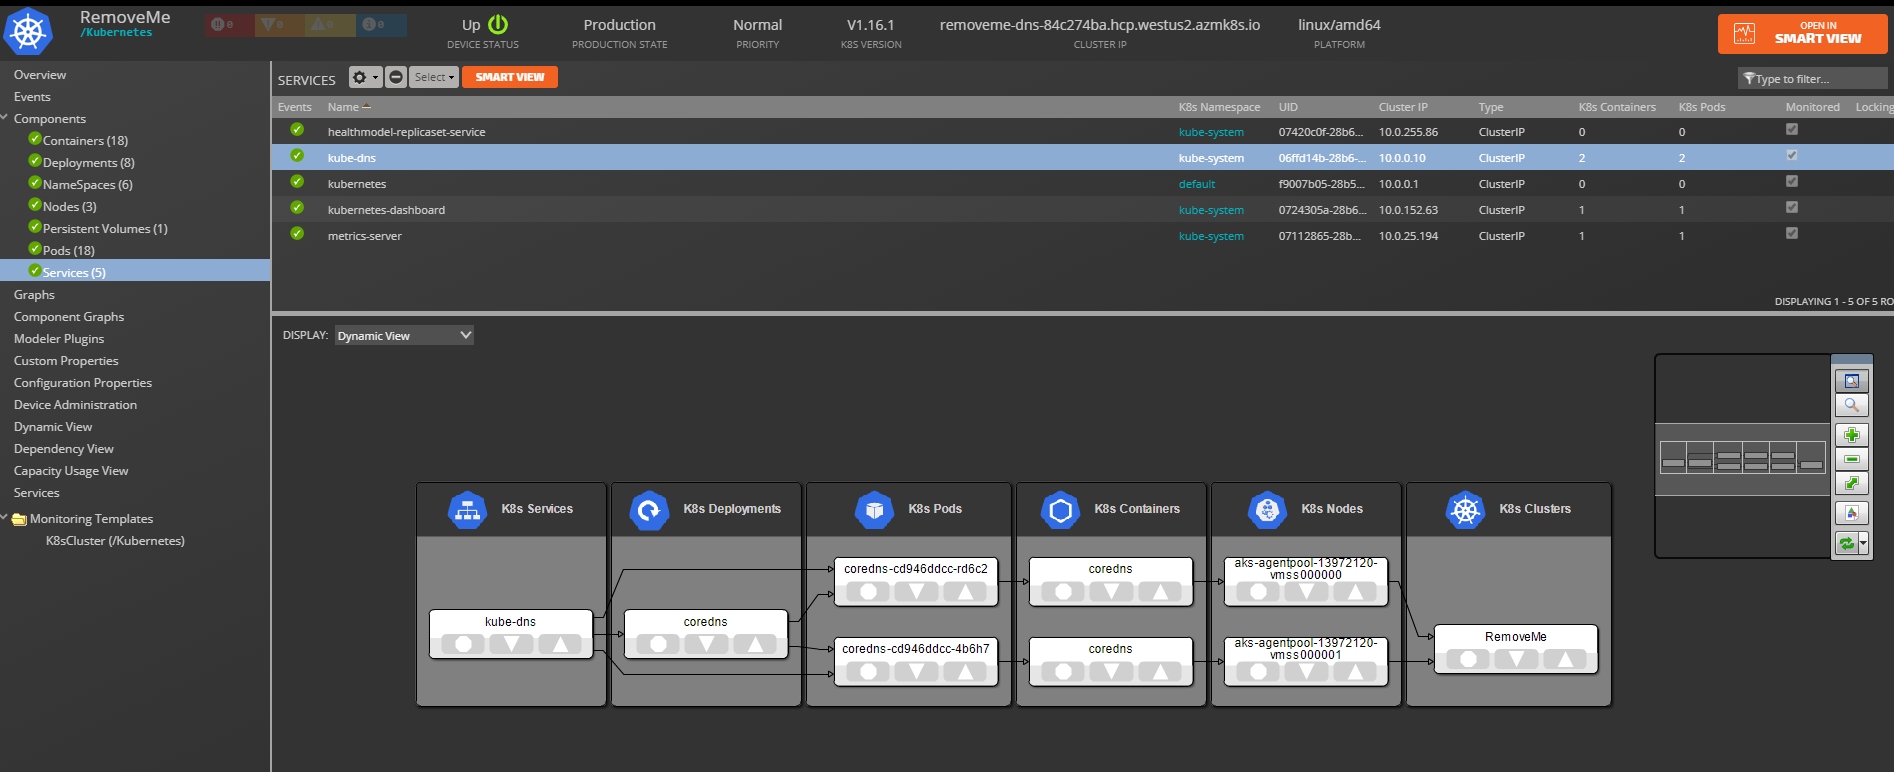 RemoveMe
/Kubernetes
0 0 0 0
Up
DEVICE STATUS
Production
PRODUCTION STATE
Normal
PRIORITY
V1.16.1
K8S VERSION
removeme-dns-84c274ba.hcp.westus2.azmk8s.io
CLUSTER IP
linux/amd64
PLATFORM
OPEN IN
SMART VIEW
Overview
Events
Components
Containers (18)
Deployments (8)
NameSpaces (6)
Nodes (3)
Persistent Volumes (1)
Pods (18)
Services (5)
Graphs
Component Graphs
Modeler Plugins
Custom Properties
Configuration Properties
Device Administration
Dynamic View
Dependency View
Capacity Usage View
Services
Monitoring Templates
K8sCluster (/Kubernetes)
SERVICES Select SMART VIEW Type to filter...
Events Name K8s Namespace UID Cluster IP Type K8s Containers K8s Pods Monitored Locking
healthmodel-replicaset-service kube-system 07420c0f-28b6... 10.0.255.86 ClusterIP 0 0
kube-dns kube-system 06ffd14b-28b6-... 10.0.0.10 ClusterIP 2 2
kubernetes default f9007b05-28b5... 10.0.0.1 ClusterIP 0 0
kubernetes-dashboard kube-system 0724305a-28b6... 10.0.152.63 ClusterIP 1 1
metrics-server kube-system 07112865-28b... 10.0.25.194 ClusterIP 1 1
DISPLAYING 1 - 5 OF 5 RO
DISPLAY: Dynamic View
K8s Services K8s Deployments K8s Pods K8s Containers K8s Nodes K8s Clusters
kube-dns
coredns
coredns-cd946ddcc-rd6c2
coredns-cd946ddcc-4b6h7
coredns
coredns
aks-agentpool-13972120-
vmss000000
aks-agentpool-13972120-
vmss000001
RemoveMe